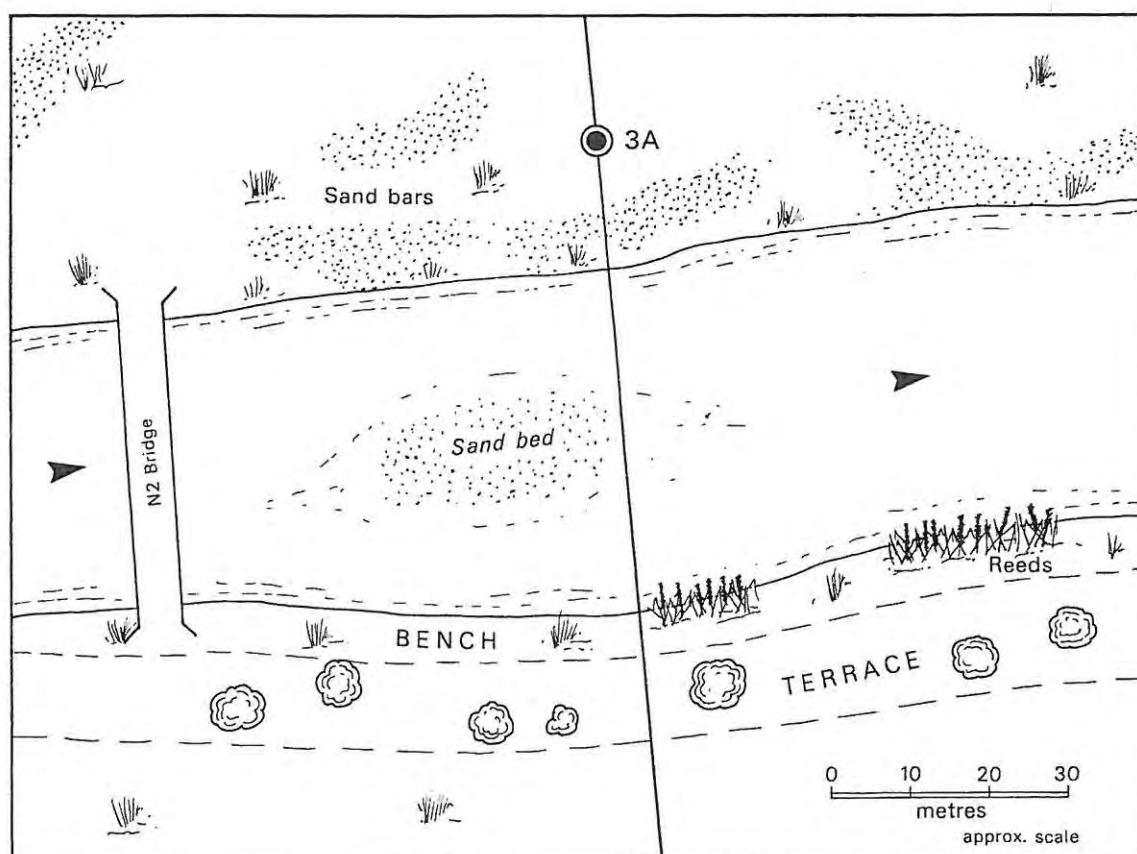 3A
Sand bars
N2 Bridge
Sand bed
Reeds
BENCH
TERRACE
0 10 20 30
metres
approx. scale